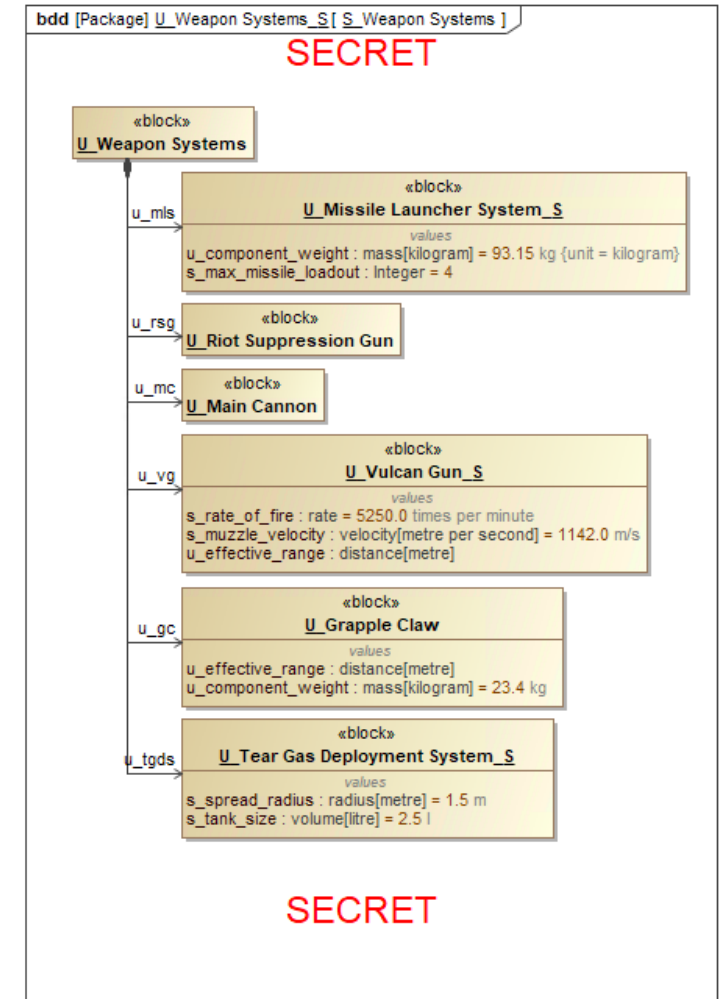 bdd [Package] U_Weapon Systems_S[ S_Weapon Systems ]
SECRET
«block»
U_Weapon Systems
u_mls
«block»
U_Missile Launcher System_S
values
u_component_weight : mass[kilogram] = 93.15 kg {unit = kilogram}
s_max_missile_loadout : Integer = 4
u_rsg
«block»
U_Riot Suppression Gun
u_mc
«block»
U_Main Cannon
u_vg
«block»
U_Vulcan Gun_S
values
s_rate_of_fire : rate = 5250.0 times per minute
s_muzzle_velocity : velocity[metre per second] = 1142.0 m/s
u_effective_range : distance[metre]
u_gc
«block»
U_Grapple Claw
values
u_effective_range : distance[metre]
u_component_weight : mass[kilogram] = 23.4 kg
u_tgds
«block»
U_Tear Gas Deployment System_S
values
s_spread_radius : radius[metre] = 1.5 m
s_tank_size : volume[litre] = 2.5 l
SECRET